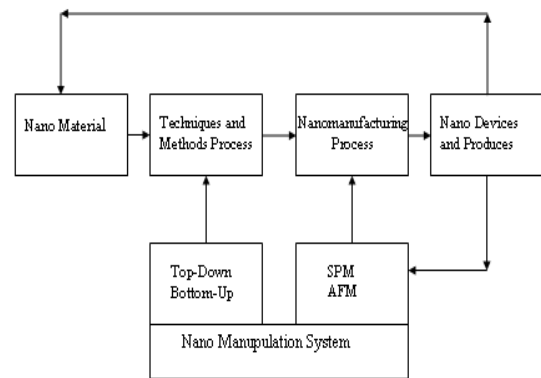 Nano Material
Techniques and
Methods Process
Nanomanufacturing
Process
Nano Devices
and Produces
Top-Down
Bottom-Up
SPM
AFM
Nano Manupulation System